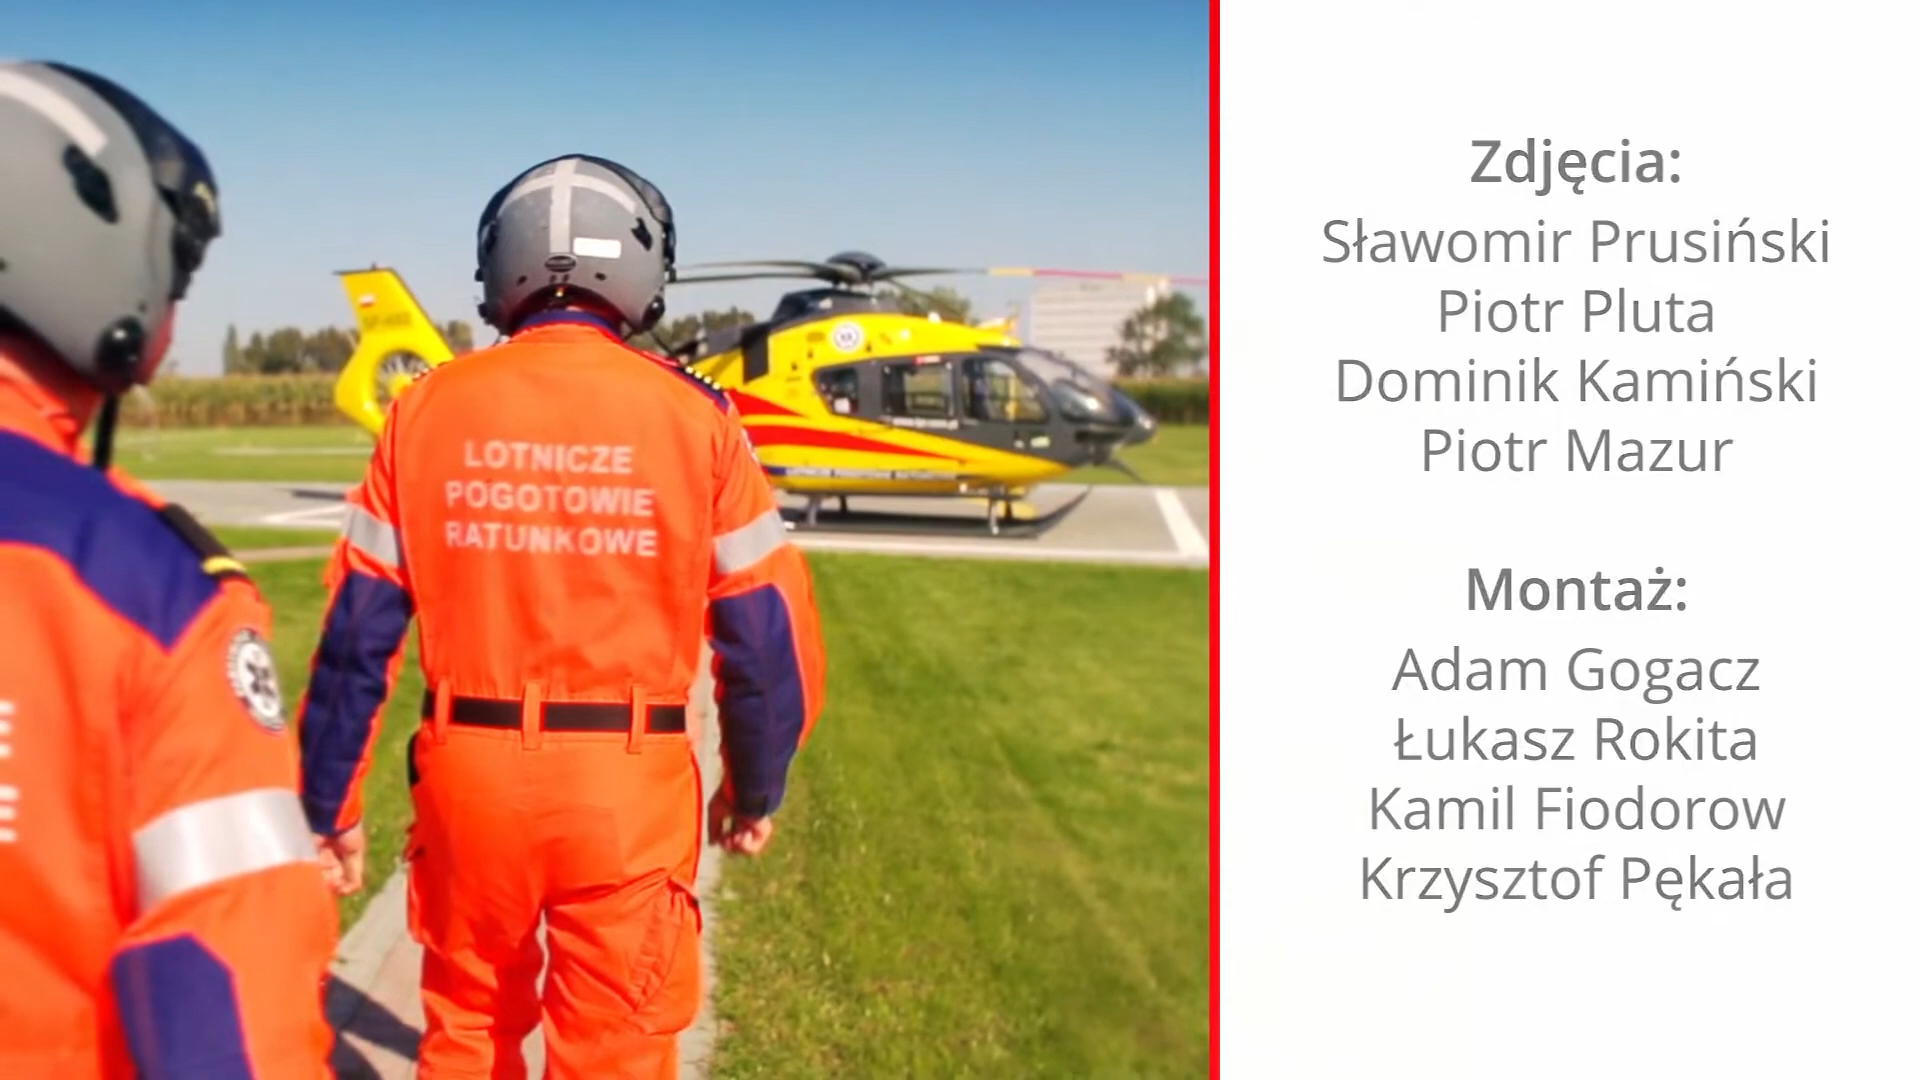 LOTNICZE
POGOTOWIE
RATUNKOWE
Zdjęcia:
Sławomir Prusiński
Piotr Pluta
Dominik Kamiński
Piotr Mazur
Montaż:
Adam Gogacz
Łukasz Rokita
Kamil Fiodorow
Krzysztof Pękała